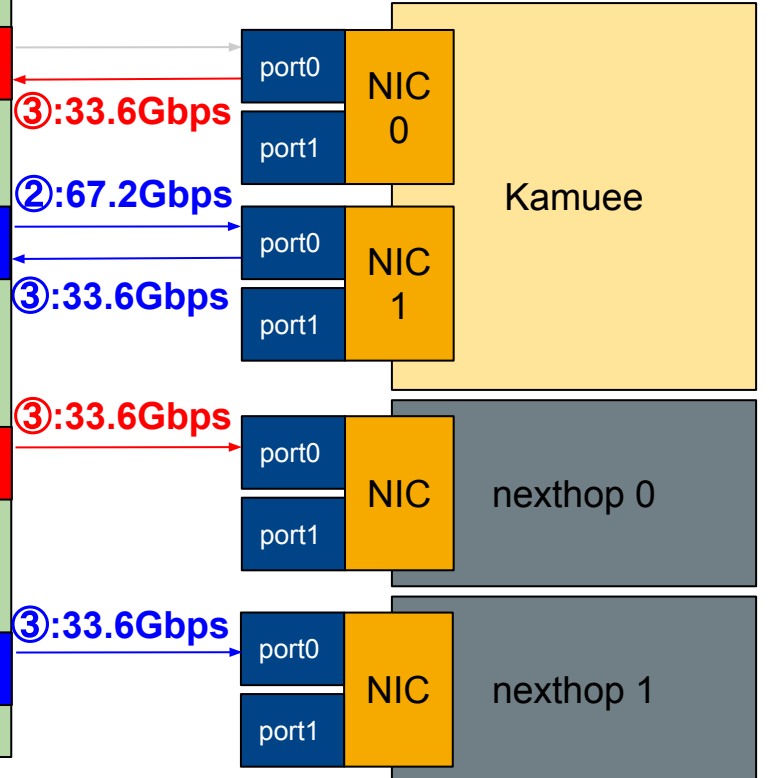 port0
NIC
0
③:33.6Gbps
port1
②:67.2Gbps
Kamuee
port0
NIC
1
③:33.6Gbps
port1
③:33.6Gbps
port0
NIC
nexthop 0
port1
③:33.6Gbps
port0
NIC
nexthop 1
port1